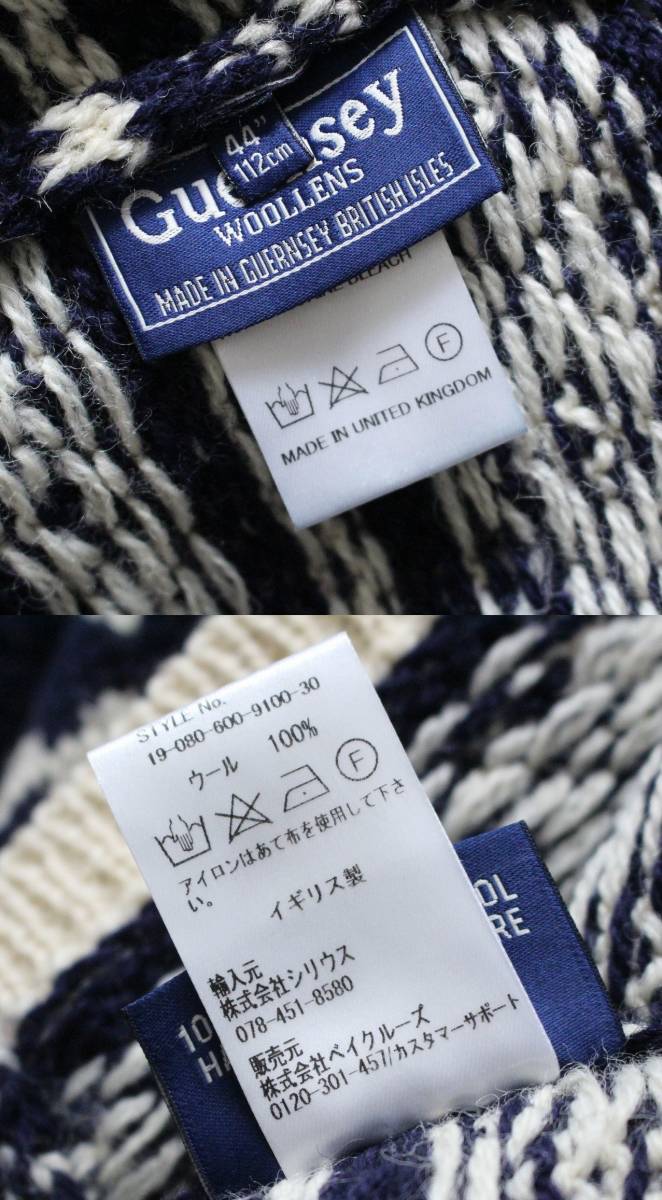 44"
112cm
Guernsey
WOOLLENS
MADE IN GUERNSEY BRITISH ISLES
BLEACH
F
MADE IN UNITED KINGDOM
STYLE No.
19-080-600-9100-30
ウール 100%
F
アイロンはあて布を使用して下さ
い。
イギリス製
輸入元
株式会社シリウス
078-451-8580
販売元
株式会社ベイクルーズ
0120-301-457/カスタマーサポート